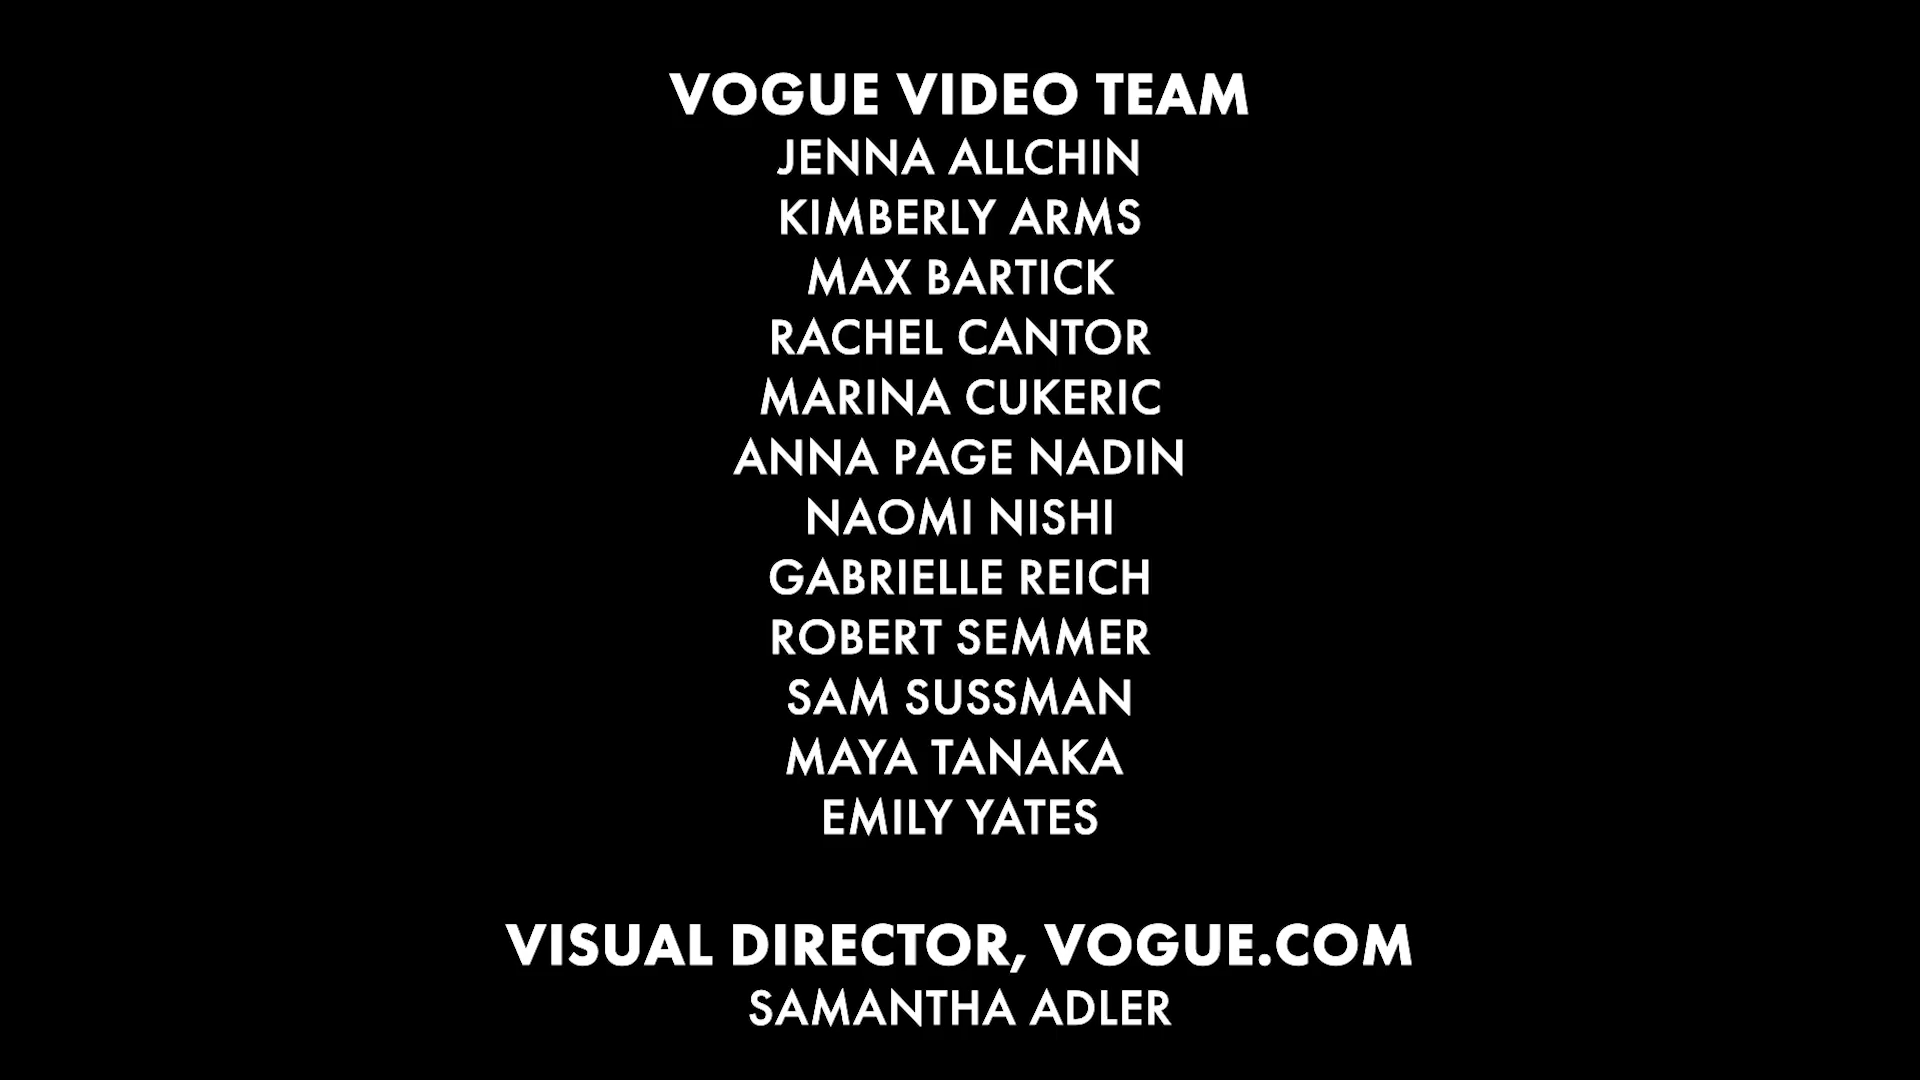 VOGUE VIDEO TEAM
JENNA ALLCHIN
KIMBERLY ARMS
MAX BARTICK
RACHEL CANTOR
MARINA CUKERIC
ANNA PAGE NADIN
NAOMI NISHI
GABRIELLE REICH
ROBERT SEMMER
SAM SUSSMAN
MAYA TANAKA
EMILY YATES
VISUAL DIRECTOR, VOGUE.COM
SAMANTHA ADLER